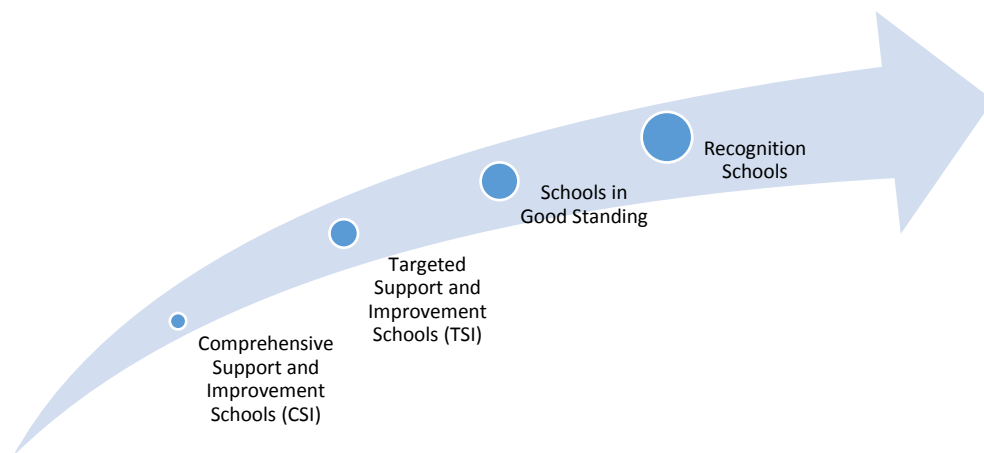 Recognition
Schools
Schools in
Good Standing
Targeted
Support and
Improvement
Schools (TSI)
Comprehensive
Support and
Improvement
Schools (CSI)